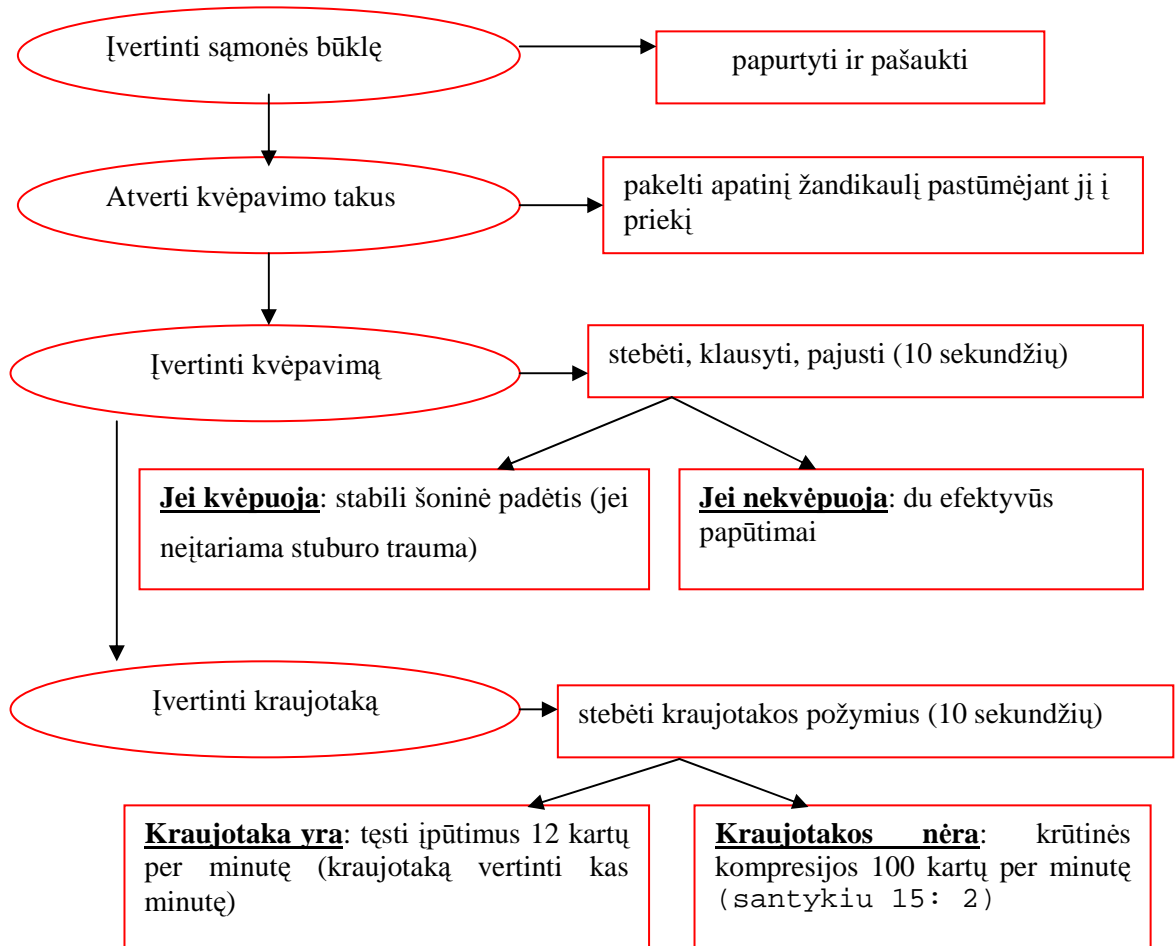 Įvertinti sąmonės būklę
papurtyti ir pašaukti
Atverti kvėpavimo takus
pakelti apatinį žandikaulį pastūmėjant jį į
priekį
Įvertinti kvėpavimą
stebėti, klausyti, pajusti (10 sekundžių)
Jei kvėpuoja: stabili šoninė padėtis (jei
neįtariama stuburo trauma)
Jei nekvėpuoja: du efektyvūs
papūtimai
Įvertinti kraujotaką
stebėti kraujotakos požymius (10 sekundžių)
Kraujotaka yra: tęsti įpūtimus 12 kartų
per minutę (kraujotaką vertinti kas
minutę)
Kraujotakos nėra: krūtinės
kompresijos 100 kartų per minutę
(santykiu 15: 2)